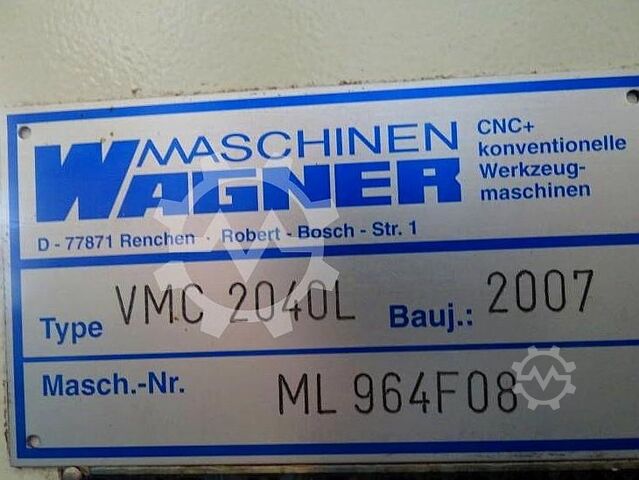 MASCHINEN
WAGNER
CNC+
konventionelle
Werkzeug-
maschinen
D - 77871 Renchen · Robert - Bosch - Str. 1
Type VMC 2040L Bauj.: 2007
Masch.-Nr. ML 964F08